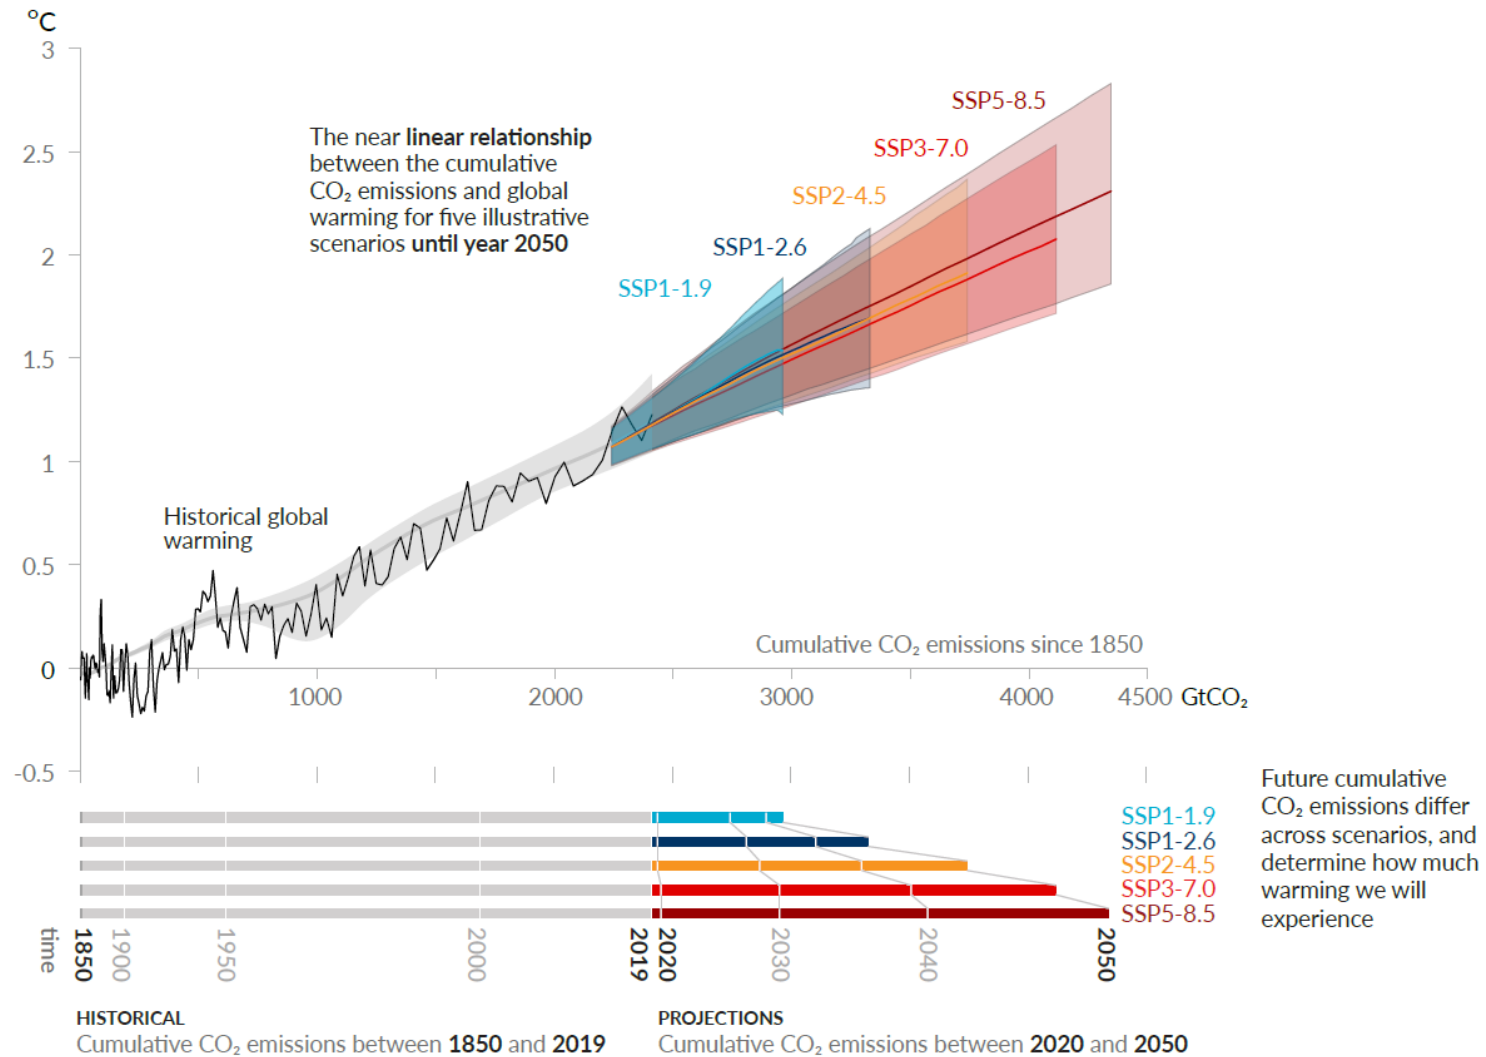 °C
3
2.5
2
1.5
1
0.5
0
-0.5
The near linear relationship
between the cumulative
CO₂ emissions and global
warming for five illustrative
scenarios until year 2050
SSP5-8.5
SSP3-7.0
SSP2-4.5
SSP1-2.6
SSP1-1.9
Historical global
warming
Cumulative CO₂ emissions since 1850
1000
2000
3000
4000
4500 GtCO₂
Future cumulative
CO₂ emissions differ
across scenarios, and
determine how much
warming we will
experience
SSP1-1.9
SSP1-2.6
SSP2-4.5
SSP3-7.0
SSP5-8.5
time
1850
1900
1950
2000
2019
2020
2030
2040
2050
HISTORICAL
Cumulative CO₂ emissions between 1850 and 2019
PROJECTIONS
Cumulative CO₂ emissions between 2020 and 2050